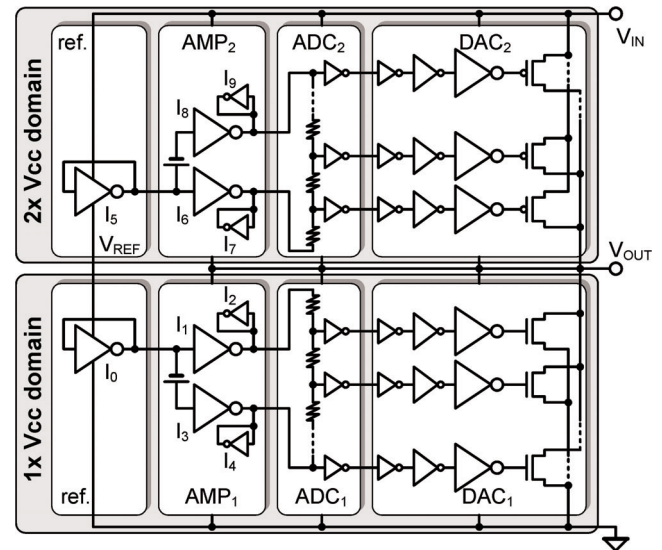 ref.
AMP2
ADC2
DAC2
VIN
2x Vcc domain
I9
I8
I5
I6
I7
VREF
VOUT
1x Vcc domain
I2
I1
I0
I3
I4
ref.
AMP1
ADC1
DAC1